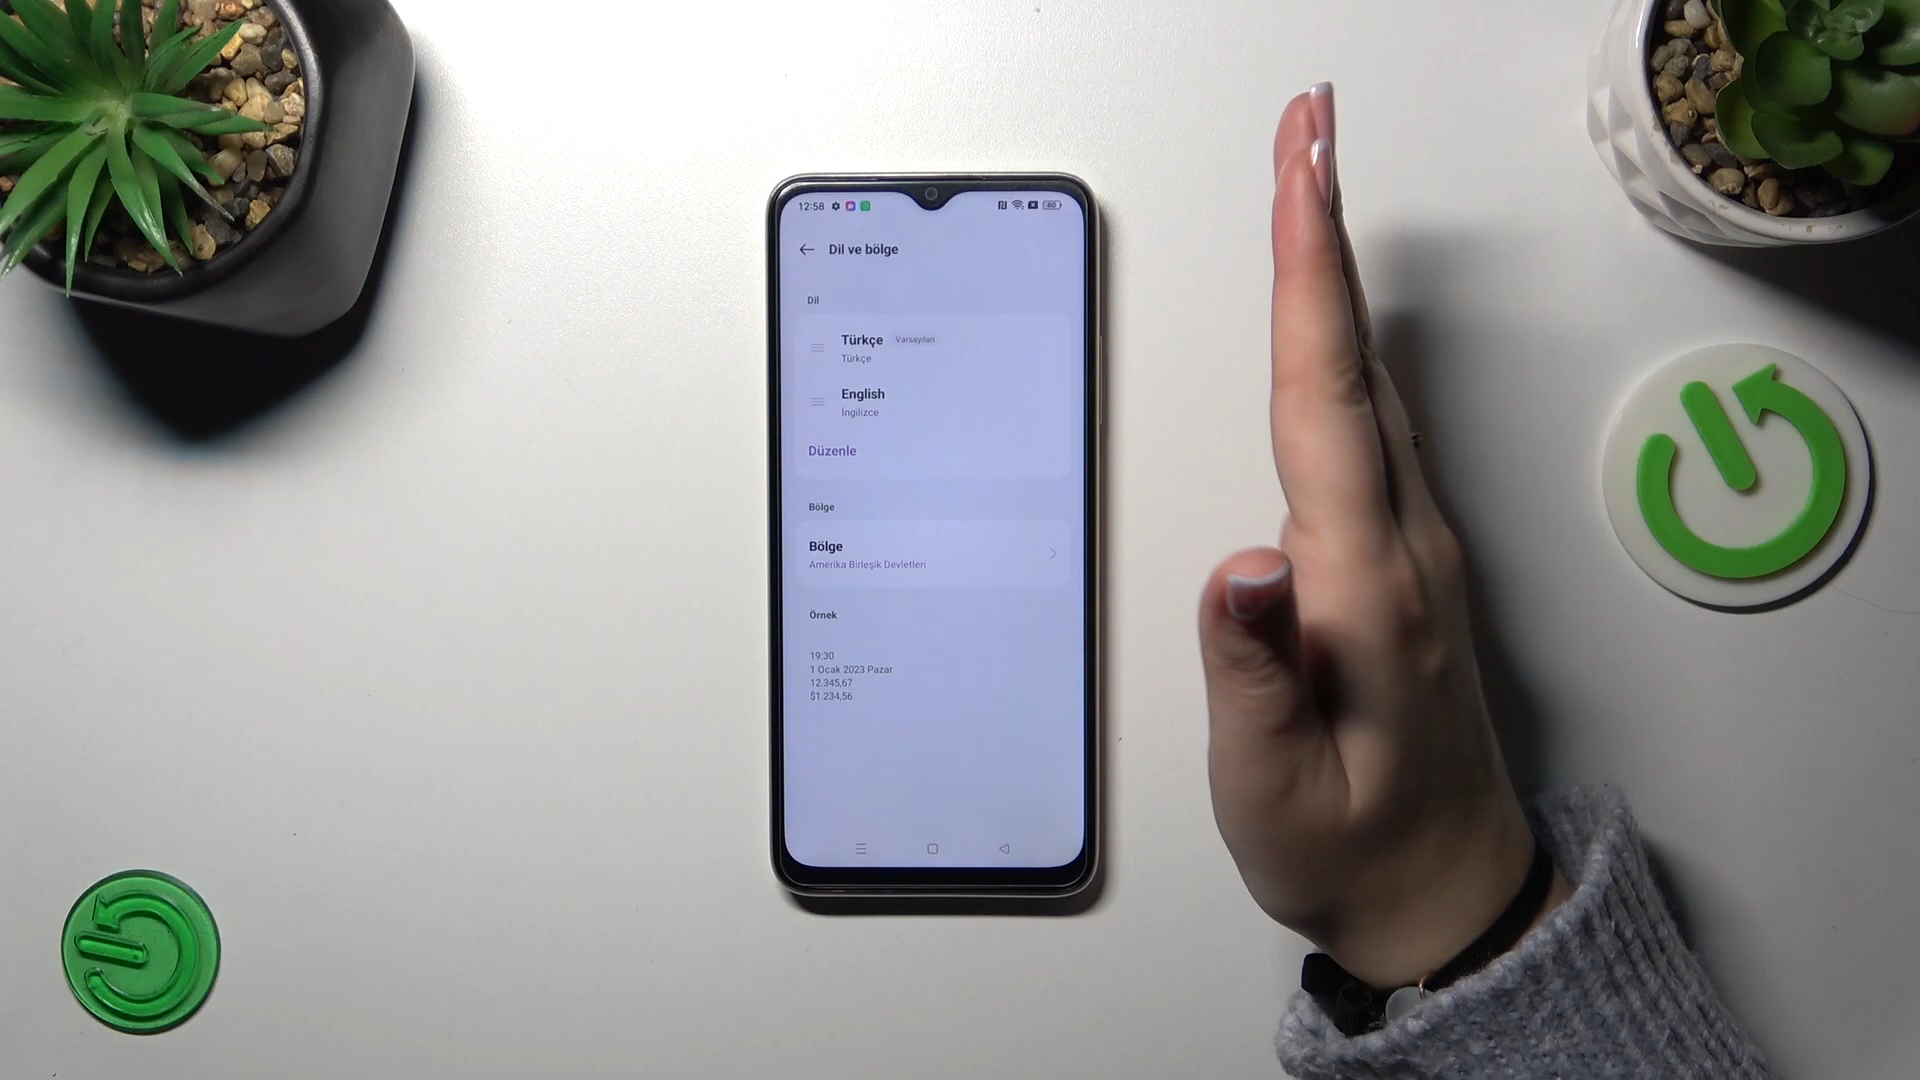 12:58
80
Dil ve bölge
Dil
Türkçe Varsayılan
Türkçe
English
İngilizce
Düzenle
Bölge
Bölge
Amerika Birleşik Devletleri
Örnek
19:30
1 Ocak 2023 Pazar
12.345,67
$1.234,56